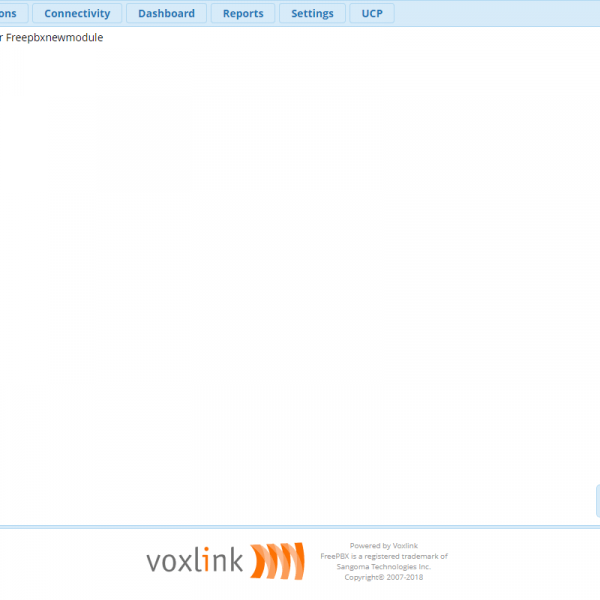 ons Connectivity Dashboard Reports Settings UCP
r Freepbxnewmodule
voxlink
Powered by Voxlink
FreePBX is a registered trademark of
Sangoma Technologies Inc.
Copyright© 2007-2018